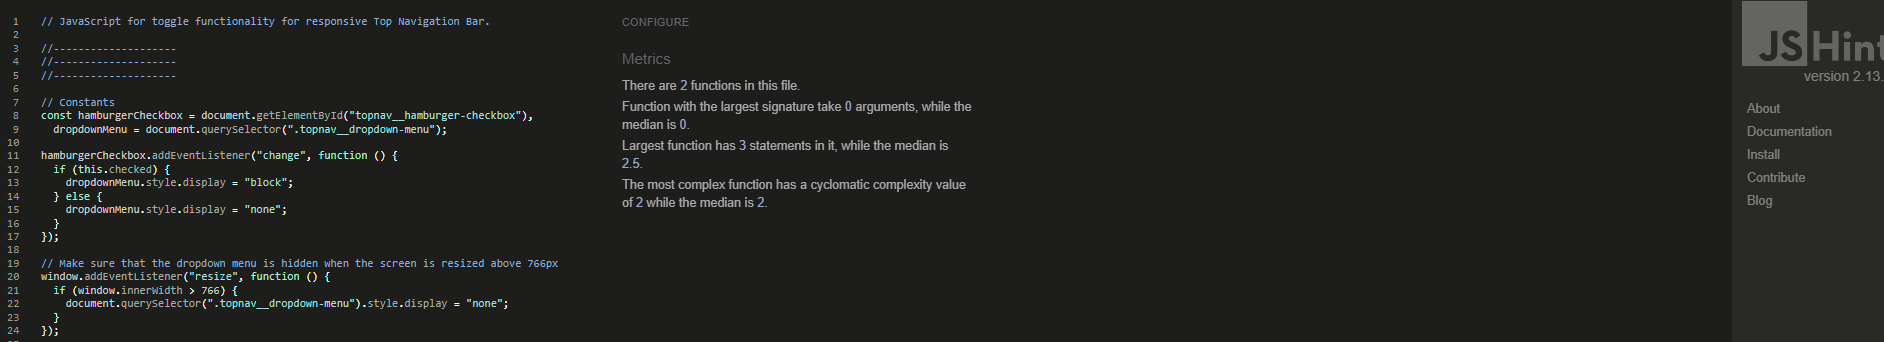 1 // JavaScript for toggle functionality for responsive Top Navigation Bar.
2
3 //--------------------
4 //--------------------
5 //--------------------
6
7 // Constants
8 const hamburgerCheckbox = document.getElementById("topnav__hamburger-checkbox"),
9 dropdownMenu = document.querySelector(".topnav__dropdown-menu");
10
11 hamburgerCheckbox.addEventListener("change", function () {
12 if (this.checked) {
13 dropdownMenu.style.display = "block";
14 } else {
15 dropdownMenu.style.display = "none";
16 }
17 });
18
19 // Make sure that the dropdown menu is hidden when the screen is resized above 766px
20 window.addEventListener("resize", function () {
21 if (window.innerWidth > 766) {
22 document.querySelector(".topnav__dropdown-menu").style.display = "none";
23 }
24 });
CONFIGURE
Metrics
There are 2 functions in this file.
Function with the largest signature take 0 arguments, while the
median is 0.
Largest function has 3 statements in it, while the median is
2.5.
The most complex function has a cyclomatic complexity value
of 2 while the median is 2.
JSHint
version 2.13.
About
Documentation
Install
Contribute
Blog